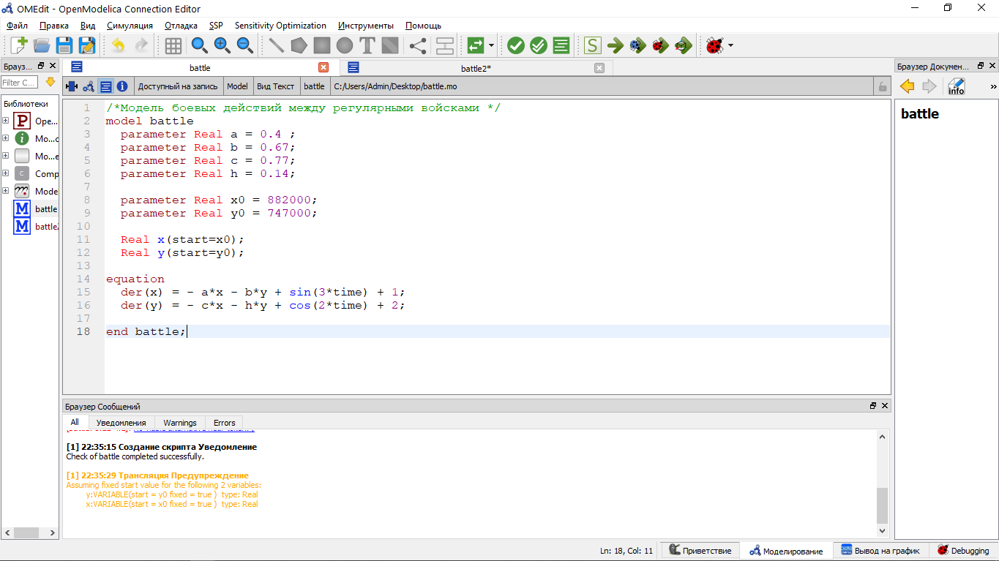 OMEdit - OpenModelica Connection Editor
Файл Правка Вид Симуляция Отладка SSP Sensitivity Optimization Инструменты Помощь
Брауз...
battle
battle2*
Браузер Докумен...
Filter C...
Доступный на запись Model Вид Текст battle C:/Users/Admin/Desktop/battle.mo
info
»
Библиотеки
P Ope...
i Mo...c
Mo...e
C Comp
Mode
M battle
M battle2
battle
1 /*Модель боевых действий между регулярными войсками */
2 model battle
3 parameter Real a = 0.4 ;
4 parameter Real b = 0.67;
5 parameter Real c = 0.77;
6 parameter Real h = 0.14;
7
8 parameter Real x0 = 882000;
9 parameter Real y0 = 747000;
10
11 Real x(start=x0);
12 Real y(start=y0);
13
14 equation
15 der(x) = - a*x - b*y + sin(3*time) + 1;
16 der(y) = - c*x - h*y + cos(2*time) + 2;
17
18 end battle;
Браузер Сообщений
All Уведомления Warnings Errors
[1] 22:35:15 Создание скрипта Уведомление
Check of battle completed successfully.
[1] 22:35:29 Трансляция Предупреждение
Assuming fixed start value for the following 2 variables:
y:VARIABLE(start = y0 fixed = true ) type: Real
x:VARIABLE(start = x0 fixed = true ) type: Real
Ln: 18, Col: 11 Приветствие Моделирование Вывод на график Debugging